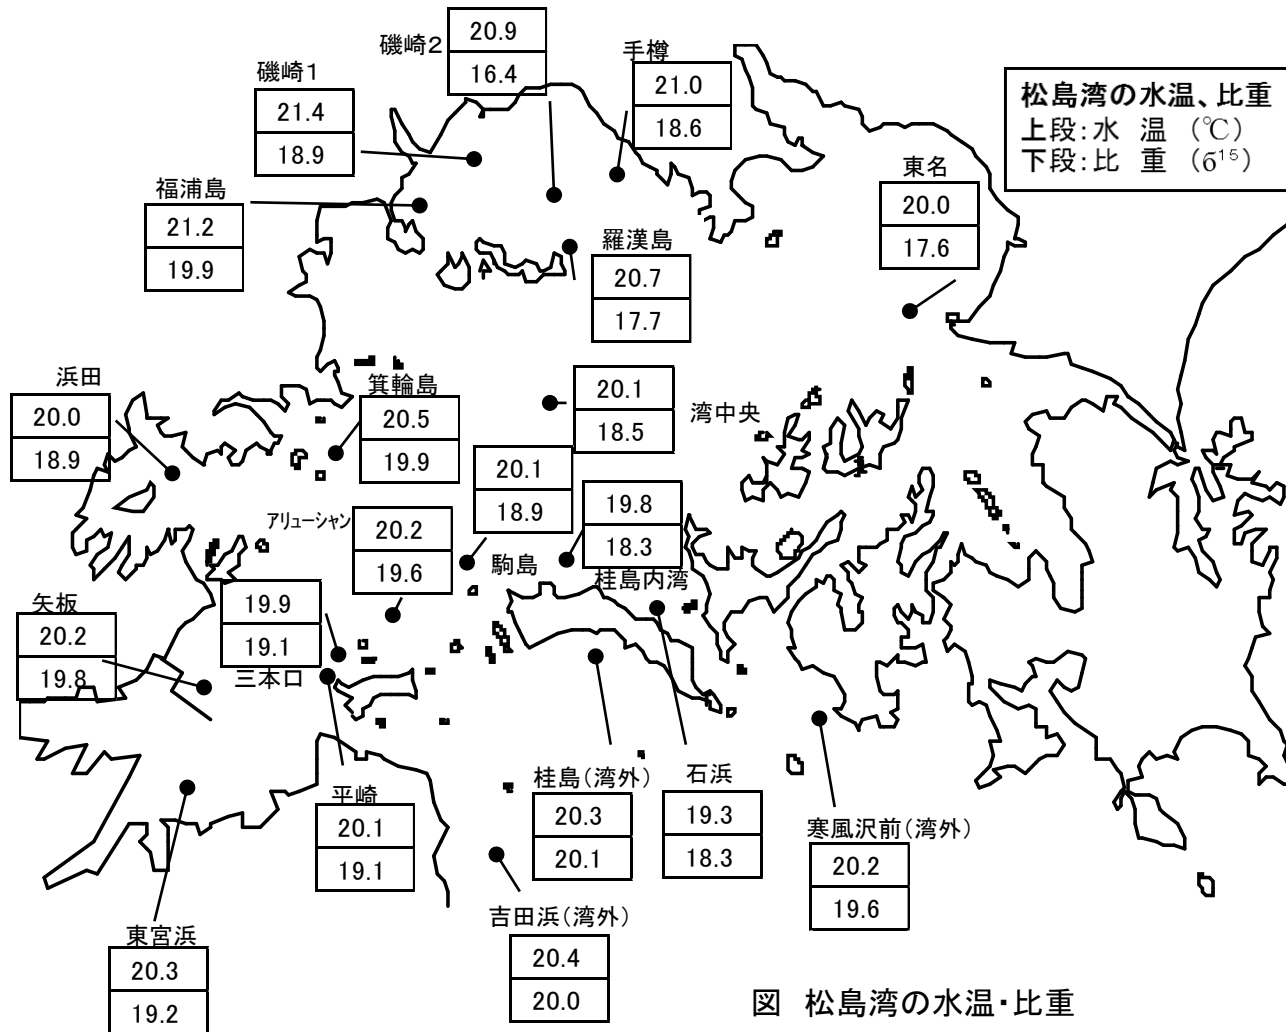 磯崎2
20.9
16.4
手樽
21.0
18.6
磯崎1
21.4
18.9
松島湾の水温、比重
上段:水 温 (℃)
下段:比 重 (б¹⁵)
福浦島
21.2
19.9
東名
20.0
17.6
羅漢島
20.7
17.7
浜田
20.0
18.9
箕輪島
20.5
19.9
20.1
18.5
湾中央
20.1
18.9
駒島
19.8
18.3
桂島内湾
アリューシャン
20.2
19.6
19.9
19.1
三本口
矢板
20.2
19.8
平崎
20.1
19.1
桂島(湾外)
20.3
20.1
石浜
19.3
18.3
寒風沢前(湾外)
20.2
19.6
吉田浜(湾外)
20.4
20.0
東宮浜
20.3
19.2
図 松島湾の水温・比重